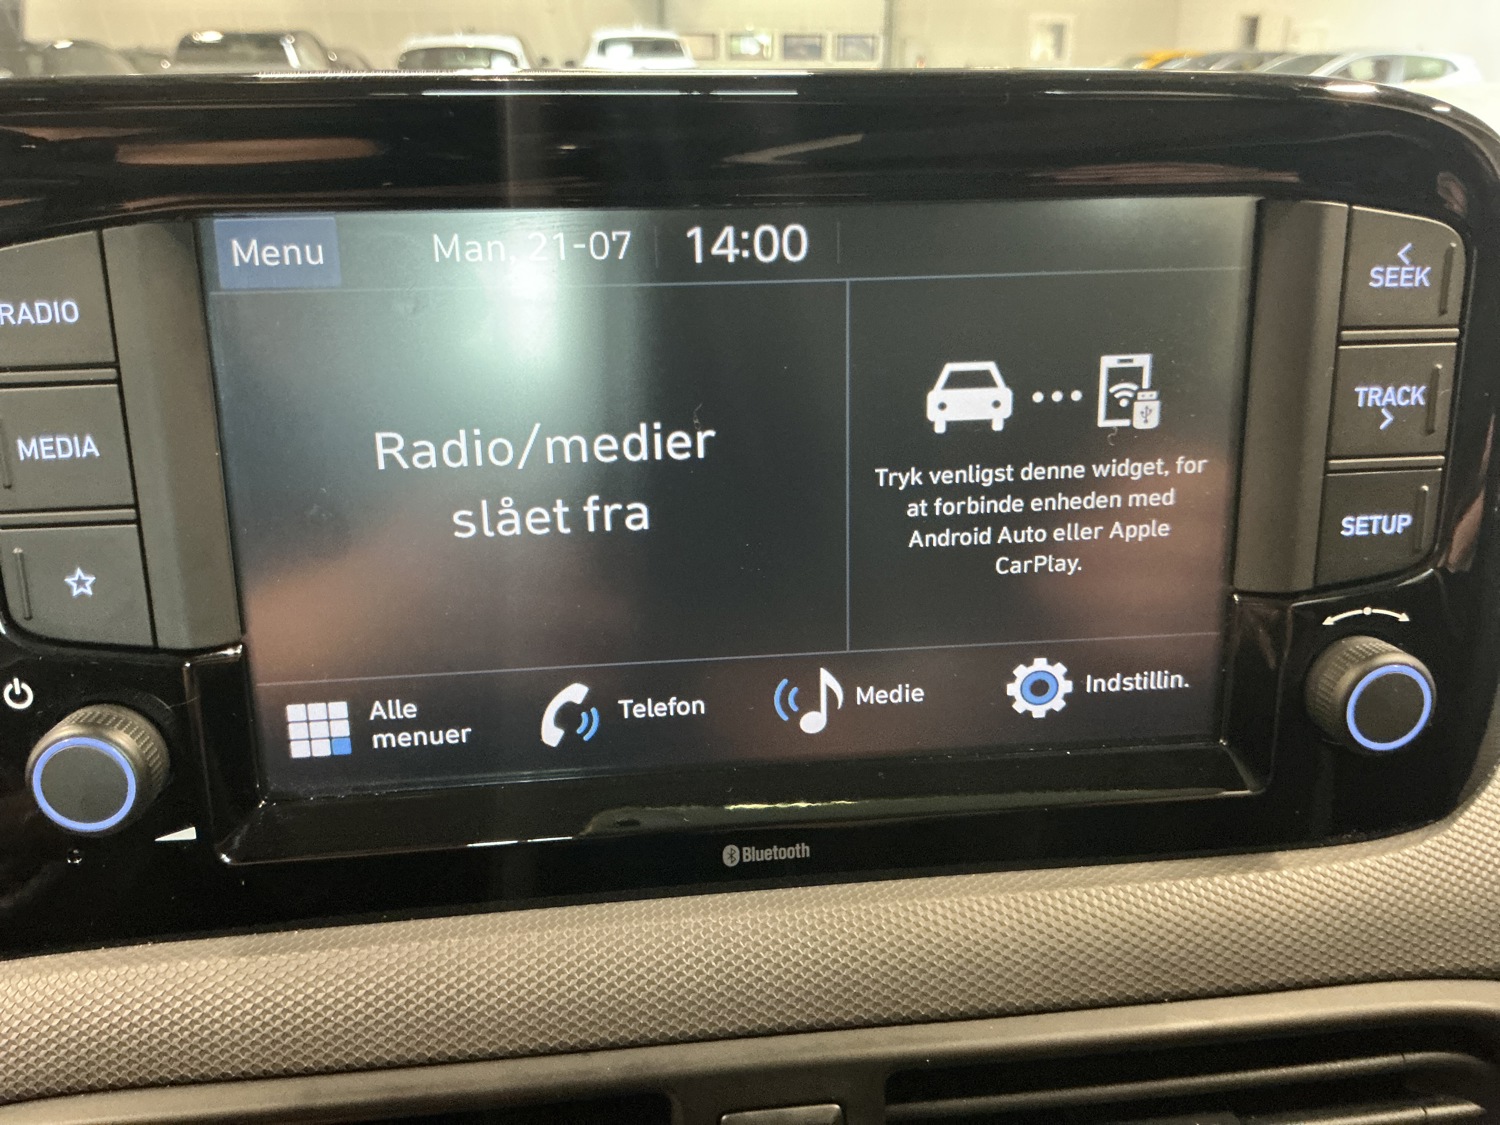 Menu
Man, 21-07
14:00
RADIO
MEDIA
Radio/medier
slået fra
Tryk venligst denne widget, for
at forbinde enheden med
Android Auto eller Apple
CarPlay.
SEEK
TRACK
SETUP
Alle
menuer
Telefon
Medie
Indstillin.
Bluetooth